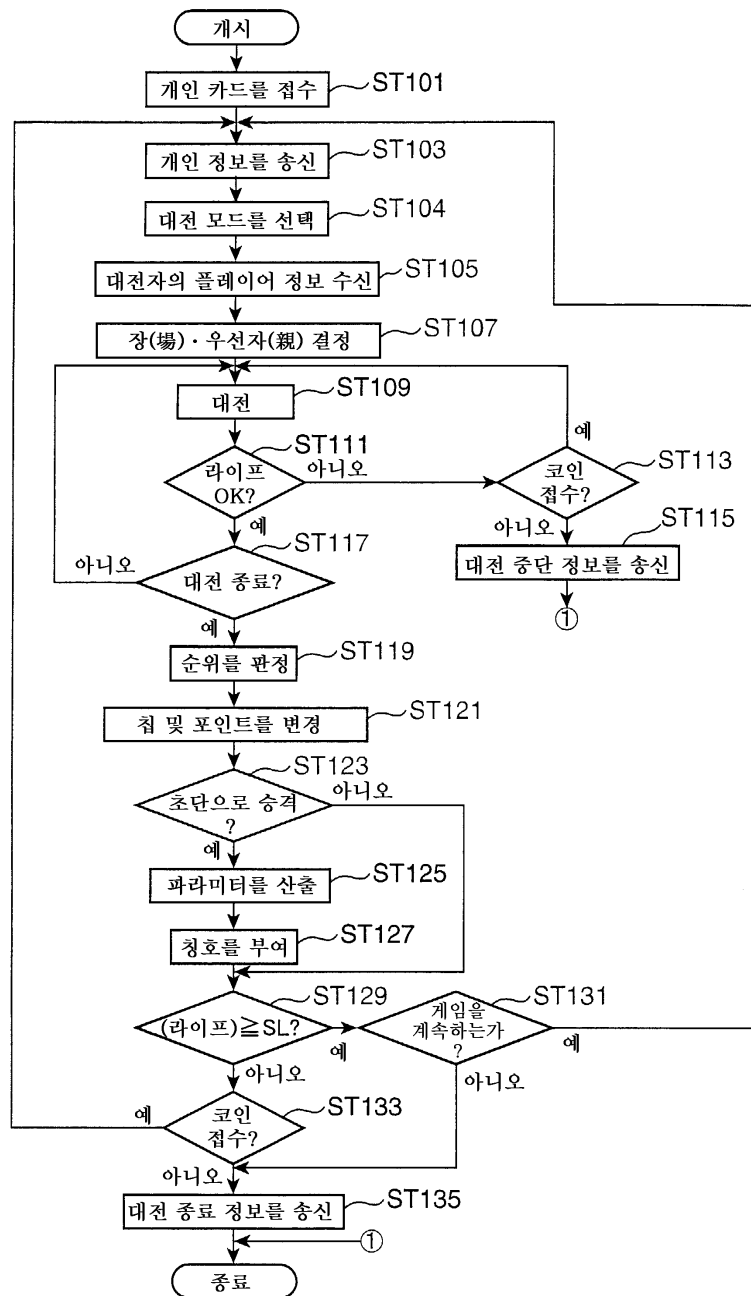 개시
개인 카드를 접수
ST101
개인 정보를 송신
ST103
대전 모드를 선택
ST104
대전자의 플레이어 정보 수신
ST105
장(場)·우선자(親) 결정
ST107
대전
ST109
라이프
OK?
ST111
아니오
예
코인
접수?
ST113
예
아니오
대전 중단 정보를 송신
ST115
①
대전 종료?
ST117
아니오
예
순위를 판정
ST119
칩 및 포인트를 변경
ST121
초단으로 승격
?
ST123
아니오
예
파라미터를 산출
ST125
칭호를 부여
ST127
(라이프)≧SL?
ST129
예
아니오
게임을
계속하는가
?
ST131
예
아니오
코인
접수?
ST133
예
아니오
대전 종료 정보를 송신
ST135
①
종료